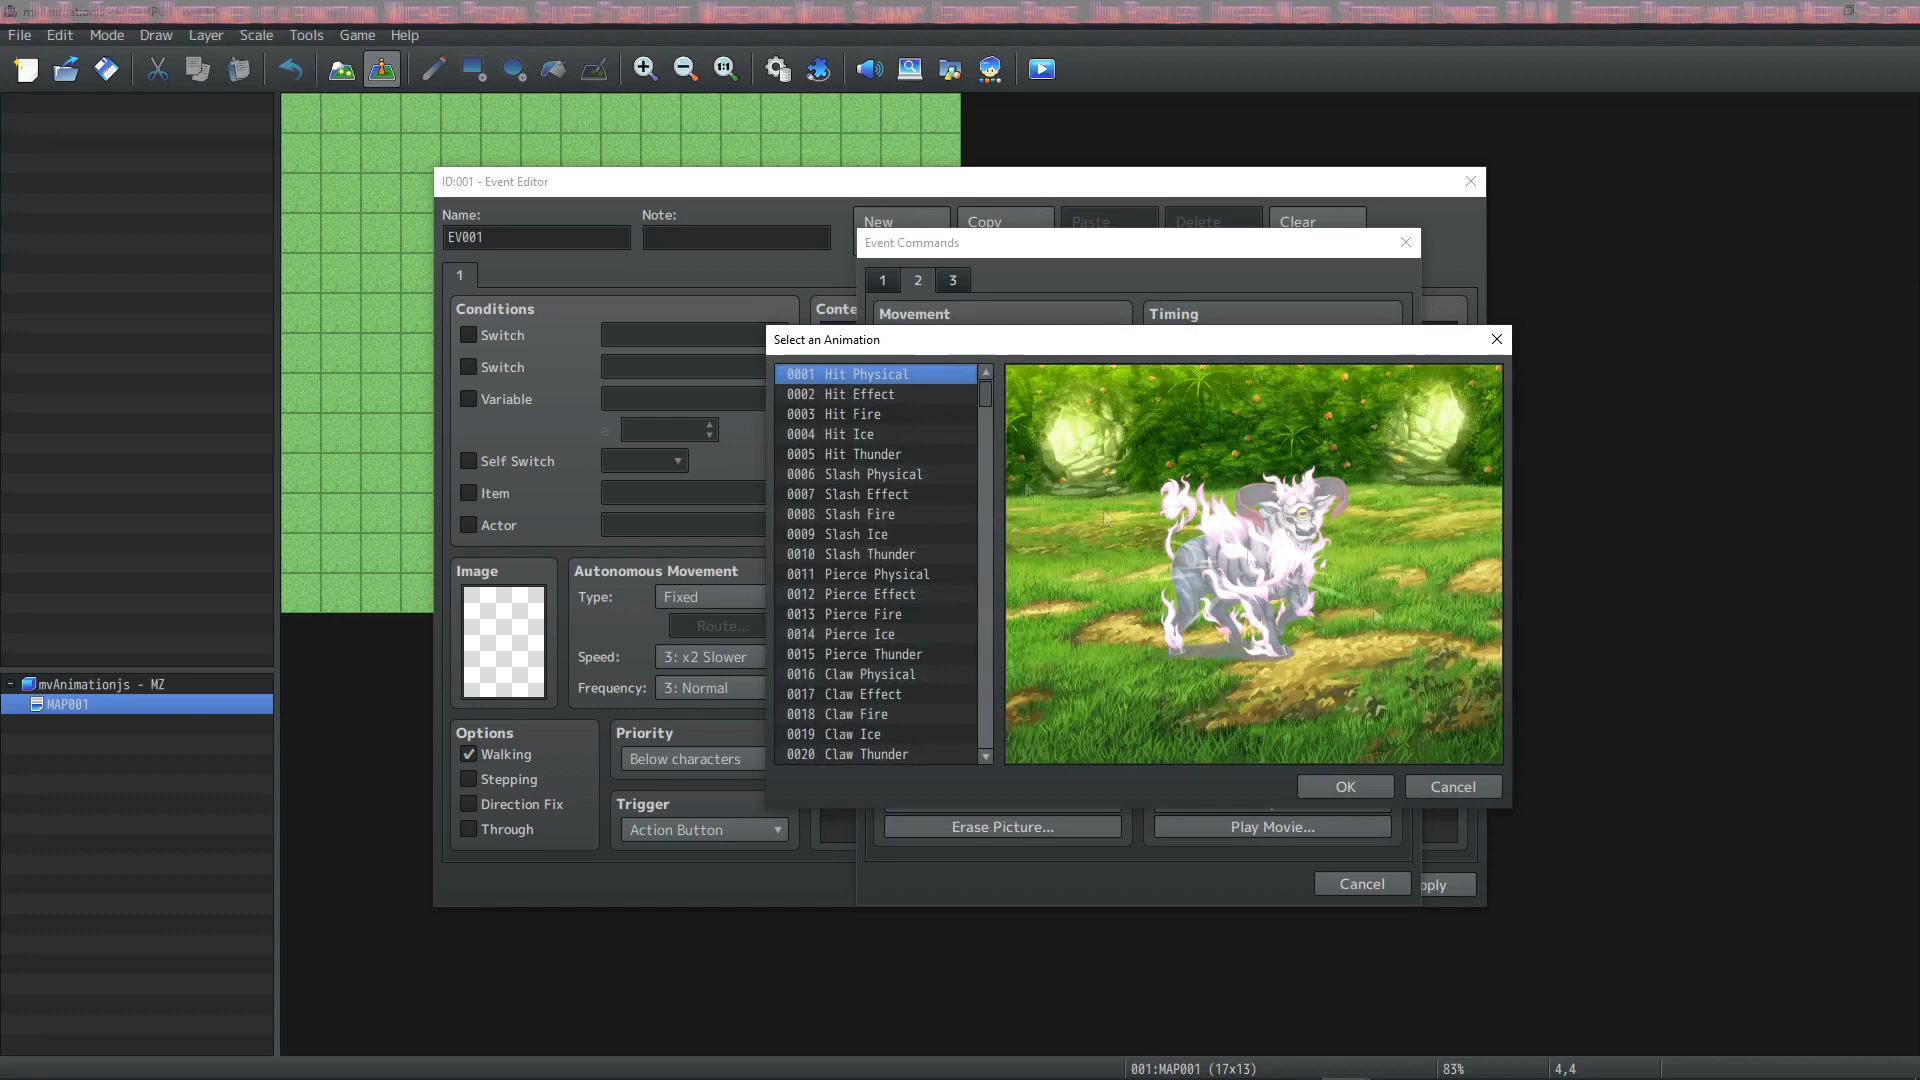 File Edit Mode Draw Layer Scale Tools Game Help
ID:001 - Event Editor
Name:
Note:
EV001
New
Copy
Paste
Delete
Clear
Event Commands
1
1
2
3
Conditions
Switch
Switch
Variable
≥
Self Switch
Item
Actor
Conte
Movement
Timing
Select an Animation
0001 Hit Physical
0002 Hit Effect
0003 Hit Fire
0004 Hit Ice
0005 Hit Thunder
0006 Slash Physical
0007 Slash Effect
0008 Slash Fire
0009 Slash Ice
0010 Slash Thunder
0011 Pierce Physical
0012 Pierce Effect
0013 Pierce Fire
0014 Pierce Ice
0015 Pierce Thunder
0016 Claw Physical
0017 Claw Effect
0018 Claw Fire
0019 Claw Ice
0020 Claw Thunder
OK
Cancel
Image
Autonomous Movement
Type:
Fixed
Route...
Speed:
3: x2 Slower
Frequency:
3: Normal
Options
Walking
Stepping
Direction Fix
Through
Priority
Below characters
Trigger
Action Button
Erase Picture...
Play Movie...
Cancel
pply
mvAnimationjs - MZ
MAP001
001:MAP001 (17×13)
83%
4,4